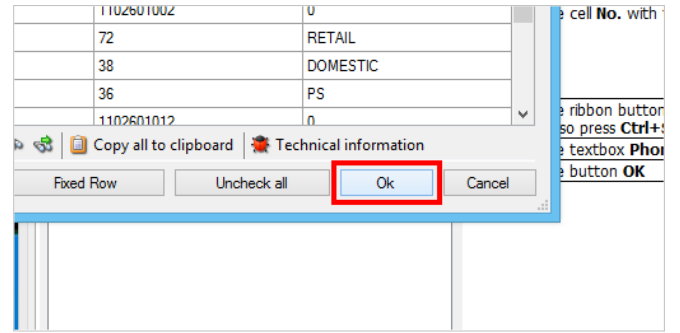 1102601002 0
72 RETAIL
38 DOMESTIC
36 PS
1102601012 0
Copy all to clipboard Technical information
Fixed Row Uncheck all Ok Cancel
cell No. with
ribbon button
so press Ctrl+S
textbox Phon
button OK